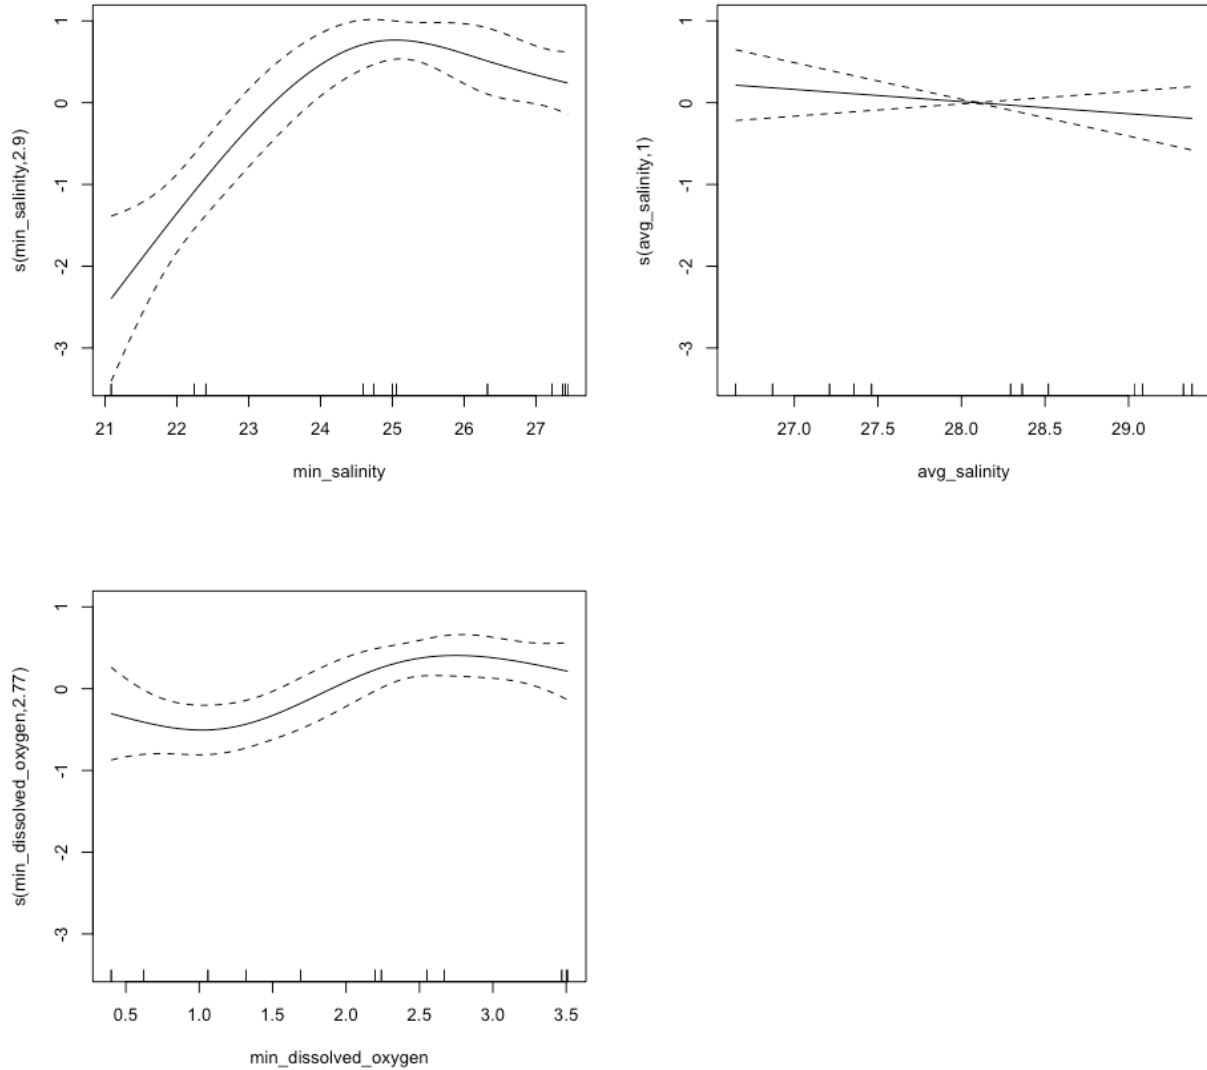 s(min_salinity,2.9)
1
0
-1
-2
-3
21 22 23 24 25 26 27
min_salinity
s(avg_salinity,1)
1
0
-1
-2
-3
27.0 27.5 28.0 28.5 29.0
avg_salinity
s(min_dissolved_oxygen,2.77)
1
0
-1
-2
-3
0.5 1.0 1.5 2.0 2.5 3.0 3.5
min_dissolved_oxygen